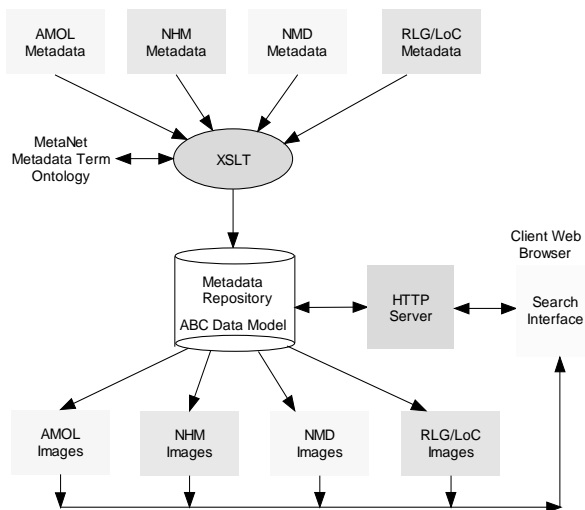 AMOL
Metadata
NHM
Metadata
NMD
Metadata
RLG/LoC
Metadata
MetaNet
Metadata Term
Ontology
XSLT
Client Web
Browser
Metadata
Repository
ABC Data Model
HTTP
Server
Search
Interface
AMOL
Images
NHM
Images
NMD
Images
RLG/LoC
Images